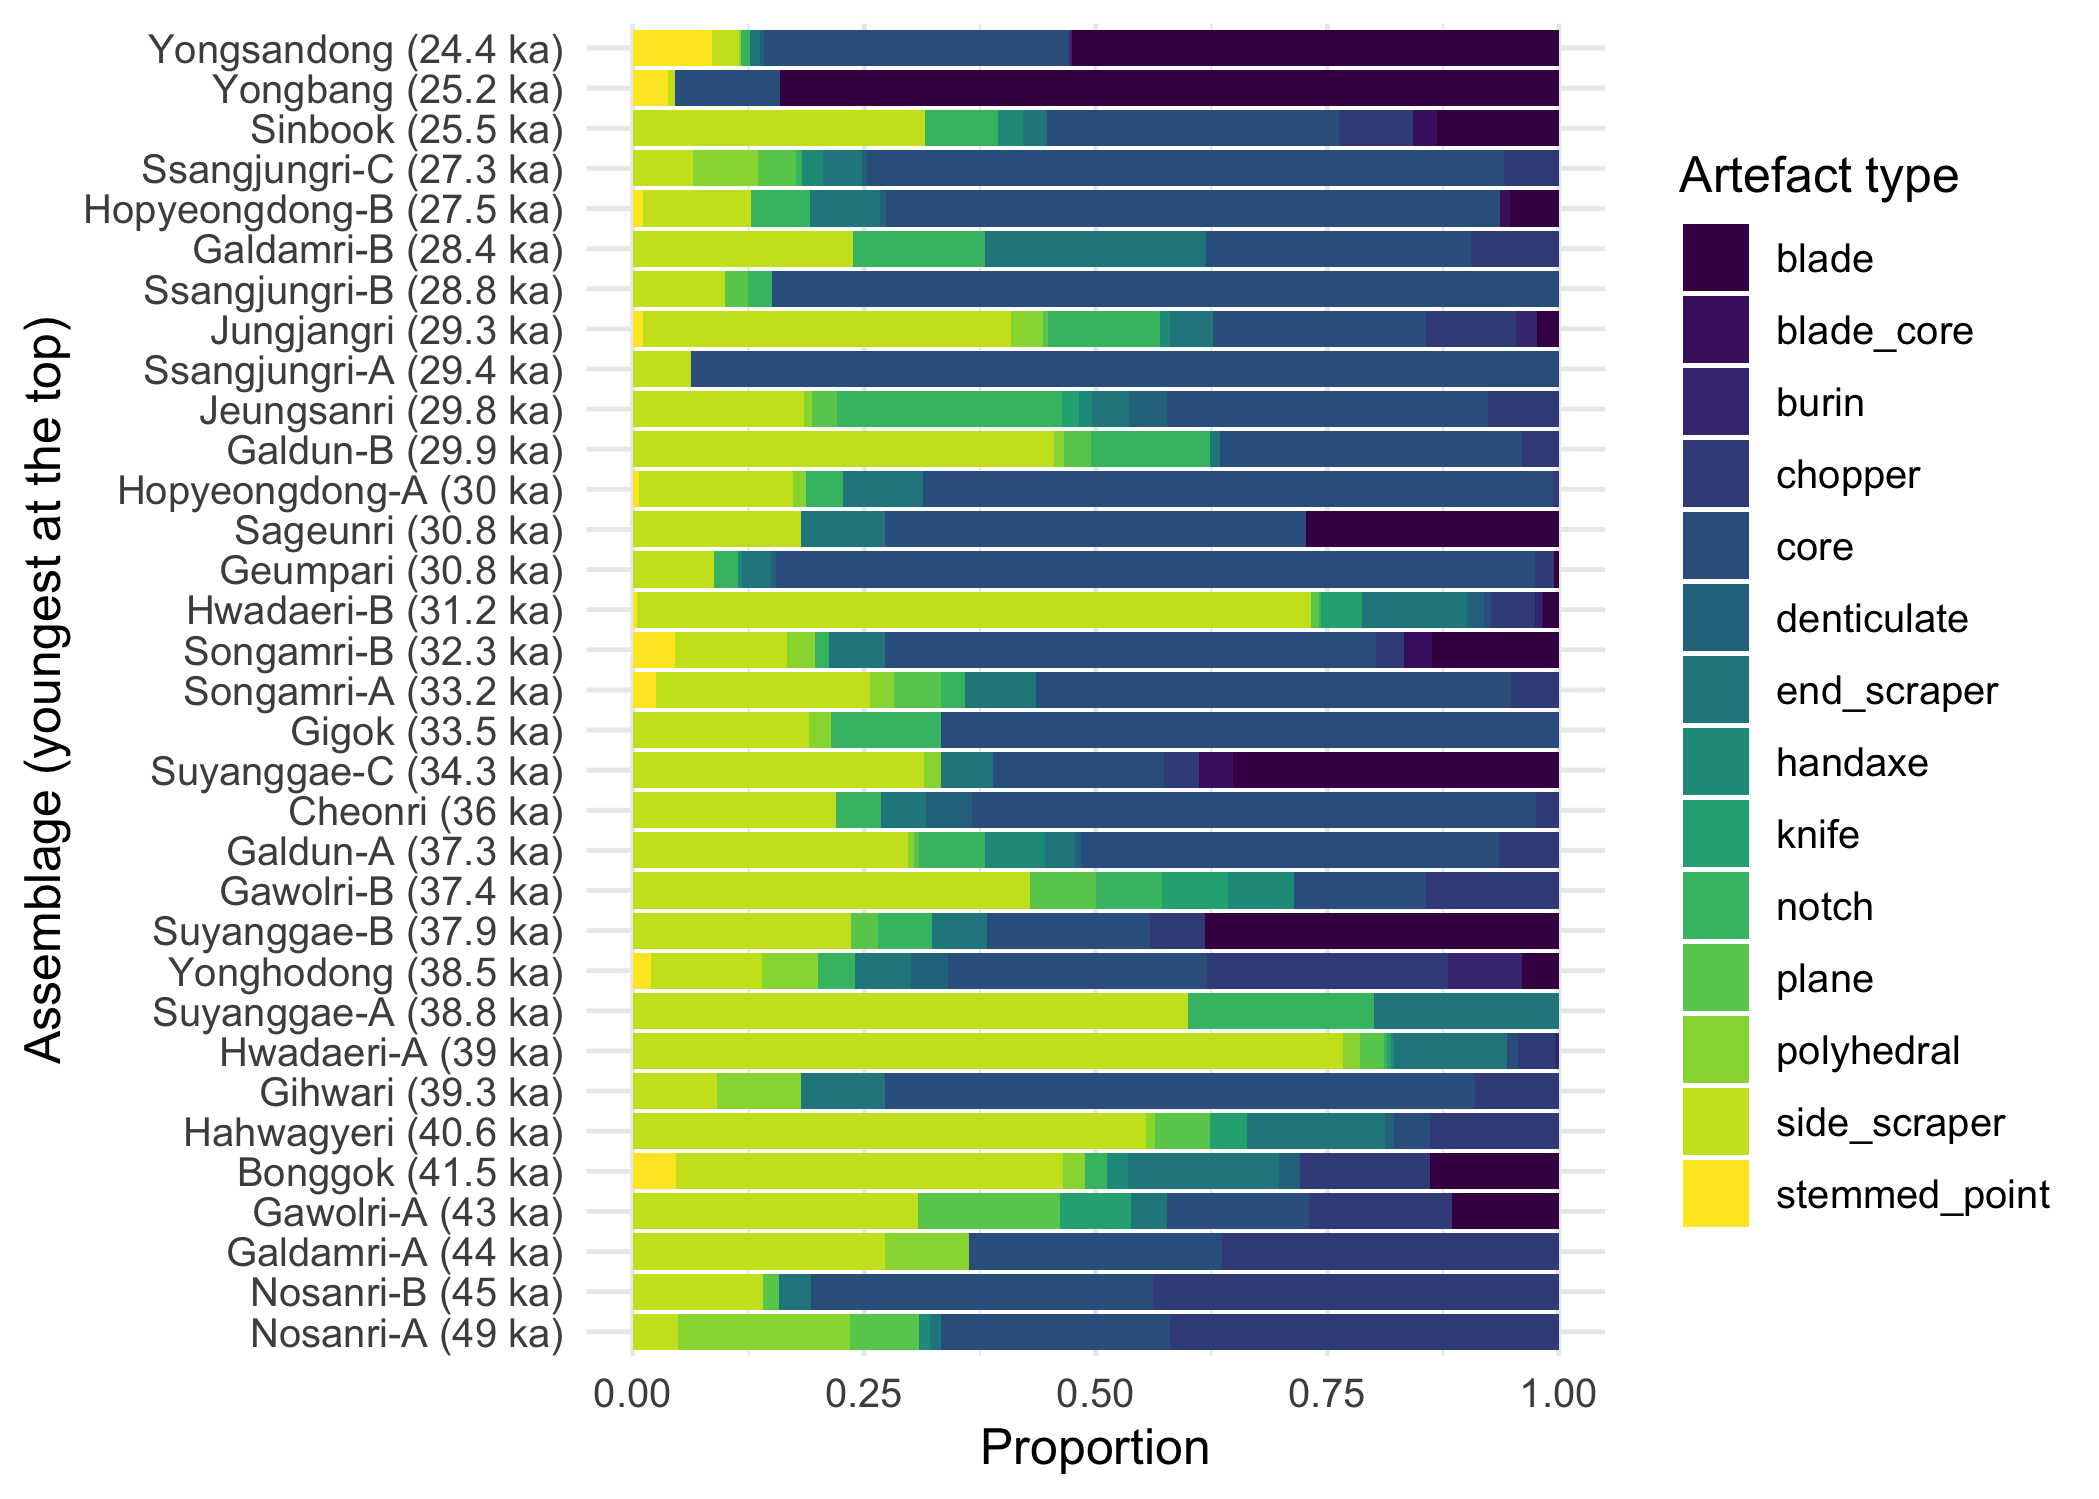 Assemblage (youngest at the top)
Yongsandong (24.4 ka)
Yongbang (25.2 ka)
Sinbook (25.5 ka)
Ssangjungri-C (27.3 ka)
Hopyeongdong-B (27.5 ka)
Galdamri-B (28.4 ka)
Ssangjungri-B (28.8 ka)
Jungjangri (29.3 ka)
Ssangjungri-A (29.4 ka)
Jeungsanri (29.8 ka)
Galdun-B (29.9 ka)
Hopyeongdong-A (30 ka)
Sageunri (30.8 ka)
Geumpari (30.8 ka)
Hwadaeri-B (31.2 ka)
Songamri-B (32.3 ka)
Songamri-A (33.2 ka)
Gigok (33.5 ka)
Suyanggae-C (34.3 ka)
Cheonri (36 ka)
Galdun-A (37.3 ka)
Gawolri-B (37.4 ka)
Suyanggae-B (37.9 ka)
Yonghodong (38.5 ka)
Suyanggae-A (38.8 ka)
Hwadaeri-A (39 ka)
Gihwari (39.3 ka)
Hahwagyeri (40.6 ka)
Bonggok (41.5 ka)
Gawolri-A (43 ka)
Galdamri-A (44 ka)
Nosanri-B (45 ka)
Nosanri-A (49 ka)
0.00 0.25 0.50 0.75 1.00
Proportion
Artefact type
blade
blade_core
burin
chopper
core
denticulate
end_scraper
handaxe
knife
notch
plane
polyhedral
side_scraper
stemmed_point